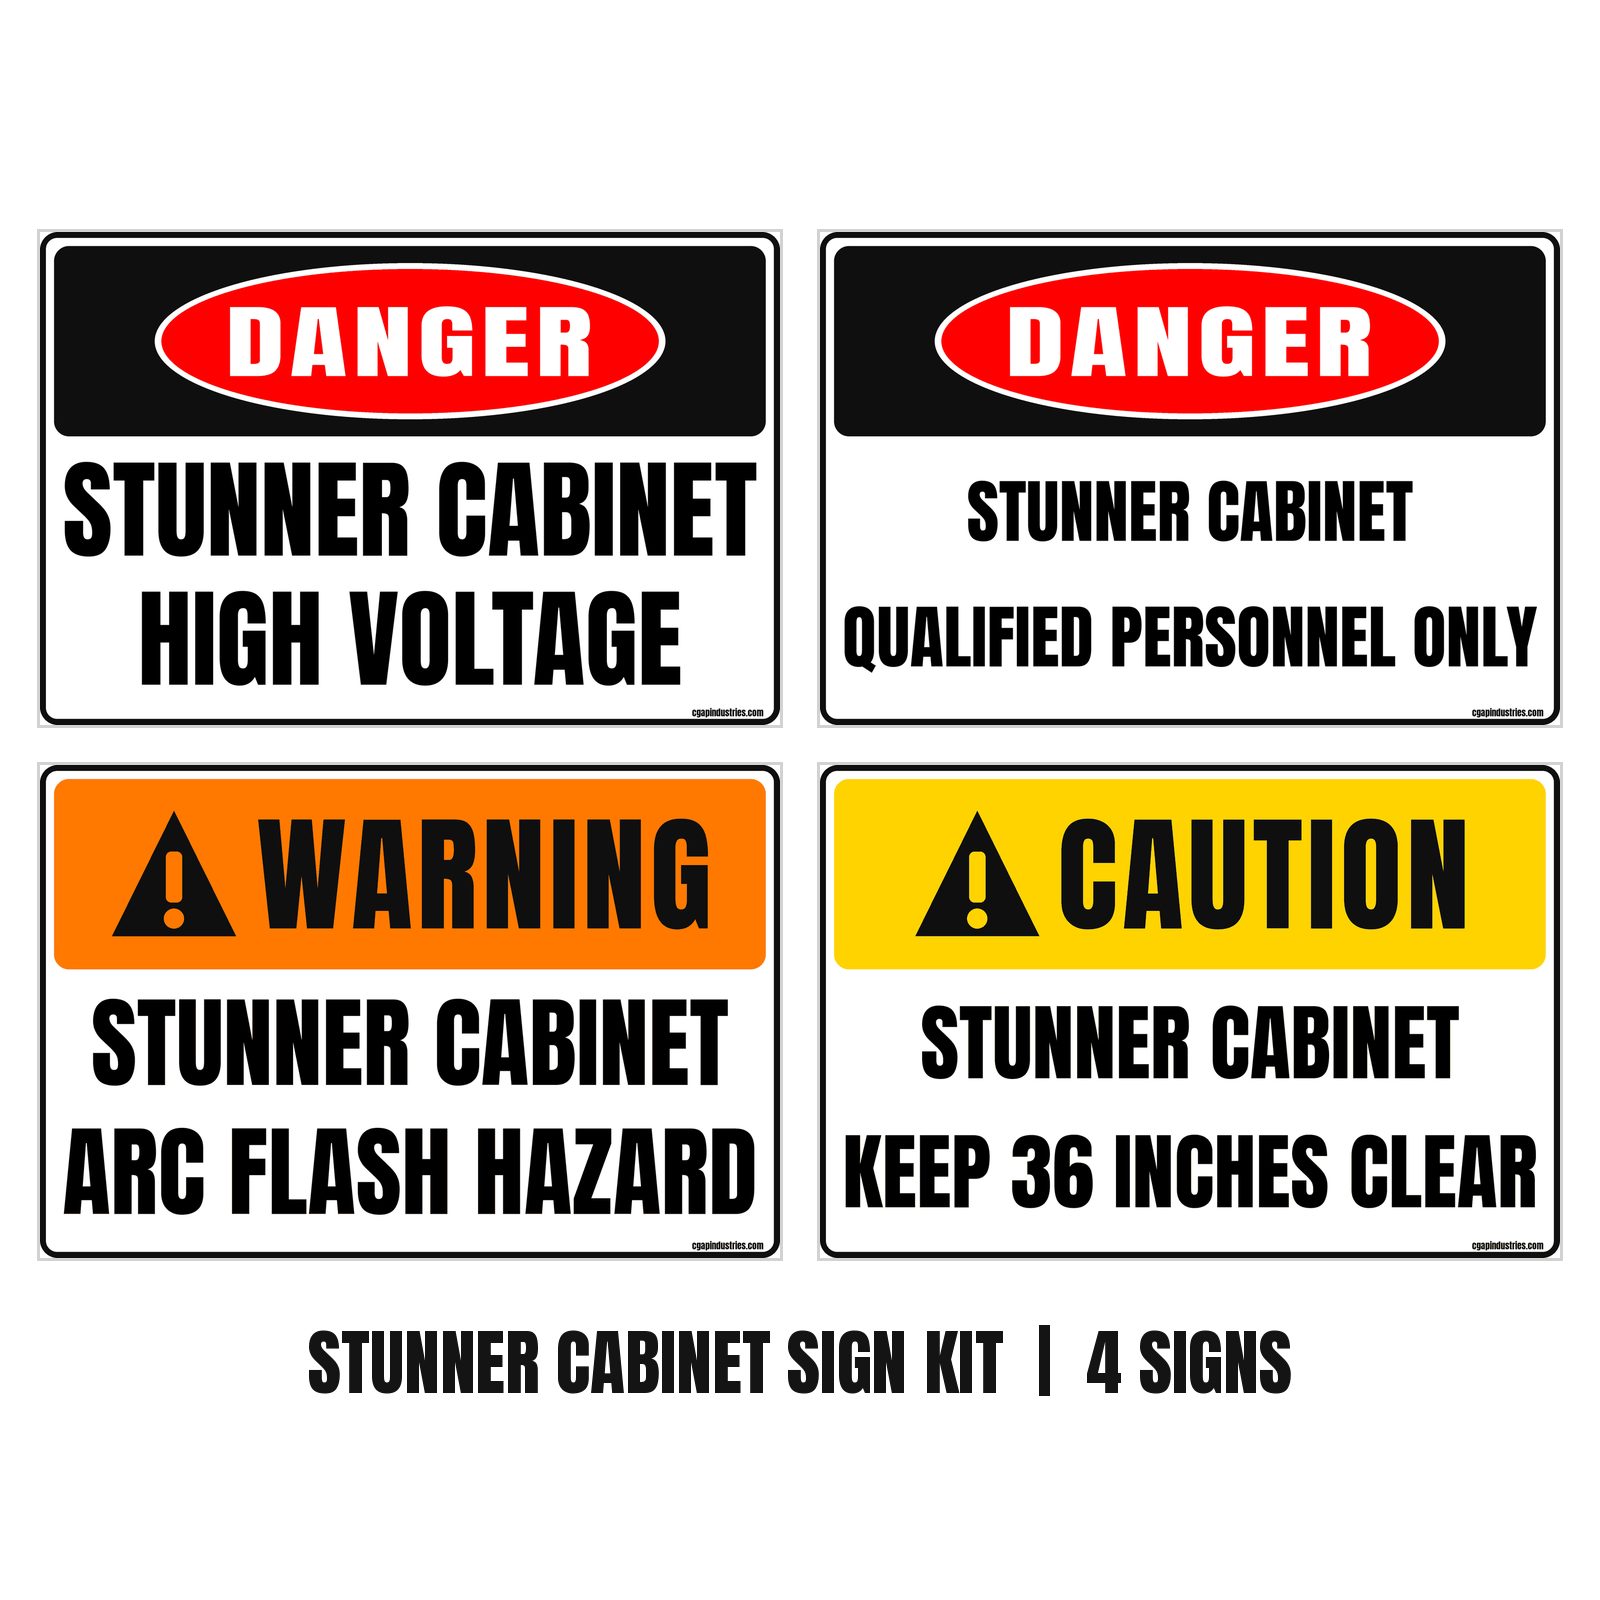 DANGER
STUNNER CABINET
HIGH VOLTAGE
cgapindustries.com
DANGER
STUNNER CABINET
QUALIFIED PERSONNEL ONLY
cgapindustries.com
WARNING
STUNNER CABINET
ARC FLASH HAZARD
cgapindustries.com
CAUTION
STUNNER CABINET
KEEP 36 INCHES CLEAR
cgapindustries.com
STUNNER CABINET SIGN KIT | 4 SIGNS